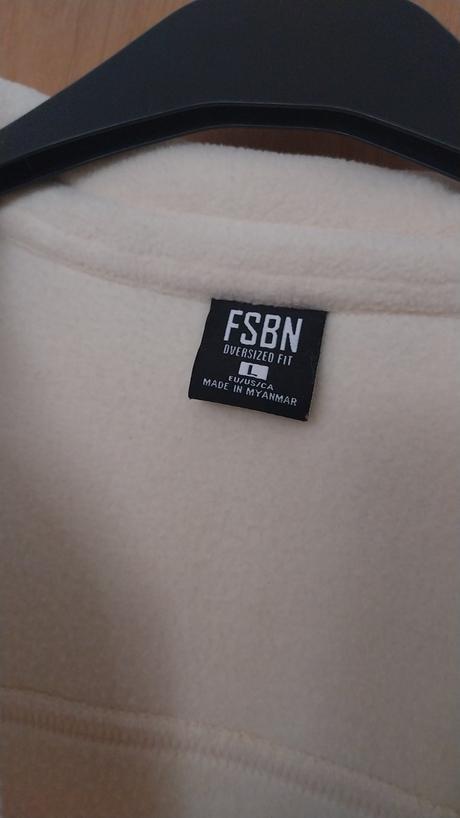 FSBN
OVERSIZED FIT
L
EU/US/CA
MADE IN MYANMAR